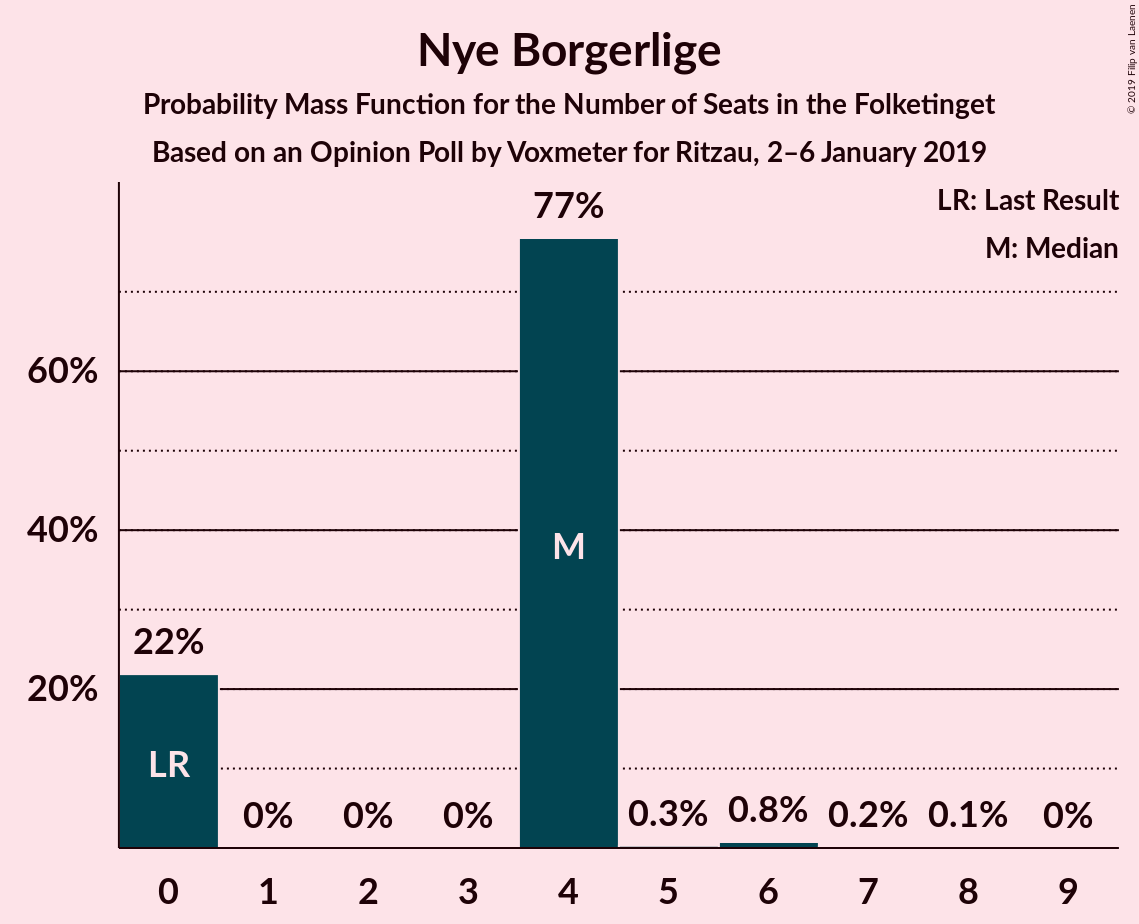 Nye Borgerlige
Probability Mass Function for the Number of Seats in the Folketinget
Based on an Opinion Poll by Voxmeter for Ritzau, 2–6 January 2019
© 2019 Filip van Laenen
LR: Last Result
M: Median
77%
60%
40%
20%
22%
LR
M
0%
0%
0%
0.3%
0.8%
0.2%
0.1%
0%
0 1 2 3 4 5 6 7 8 9